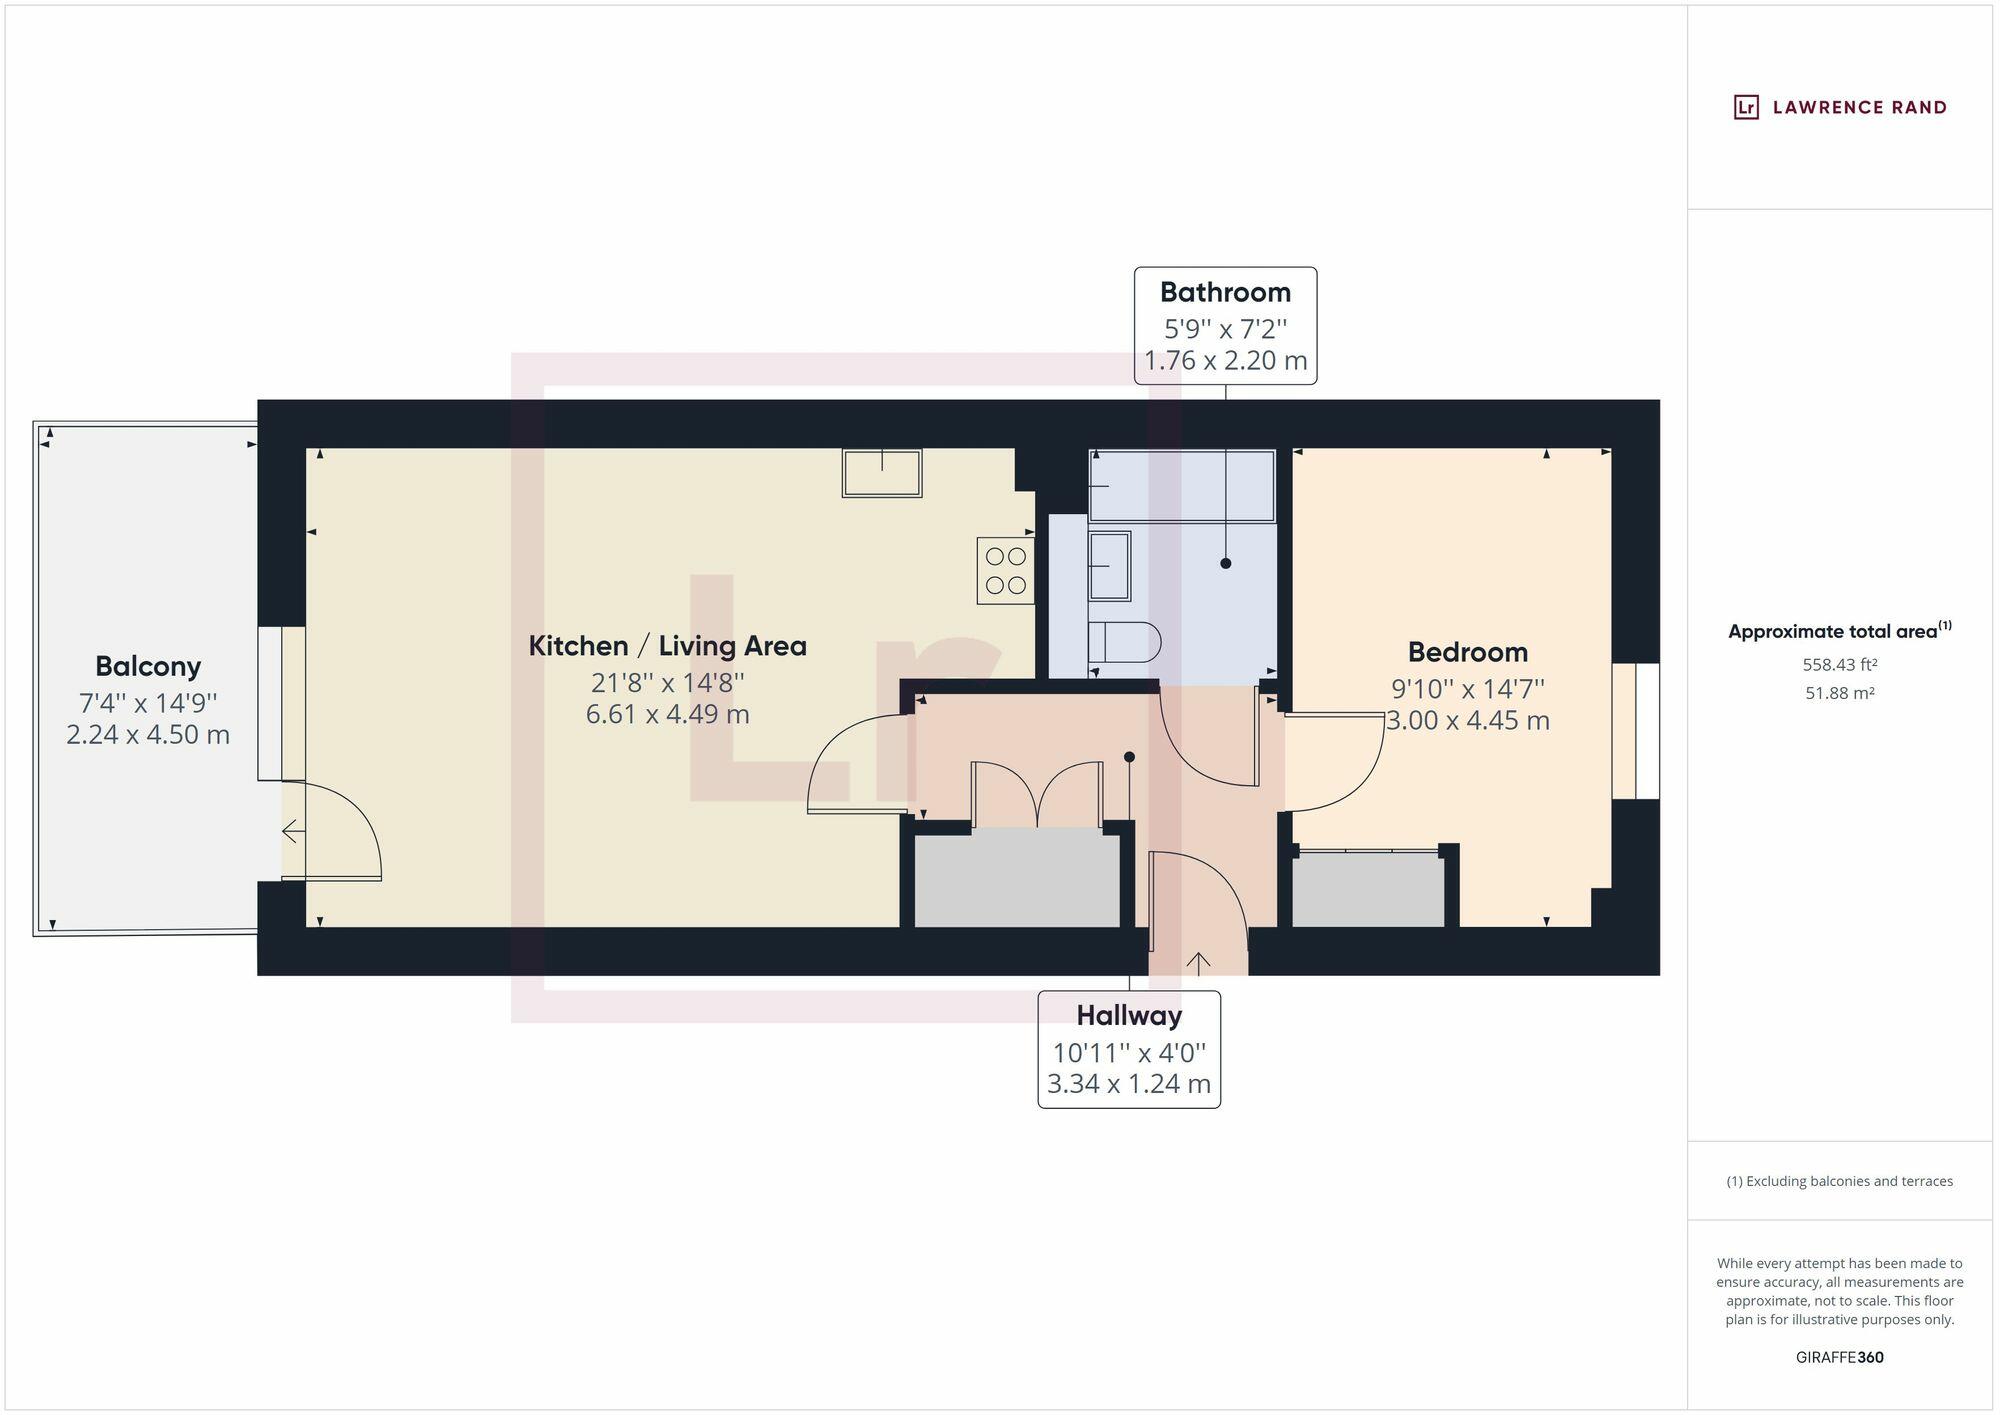 Lr LAWRENCE RAND
Bathroom
5'9'' x 7'2''
1.76 x 2.20 m
Balcony
7'4'' x 14'9''
2.24 x 4.50 m
Kitchen / Living Area
21'8'' x 14'8''
6.61 x 4.49 m
Lr
Bedroom
9'10'' x 14'7''
3.00 x 4.45 m
Hallway
10'11'' x 4'0''
3.34 x 1.24 m
Approximate total area(1)
558.43 ft²
51.88 m²
(1) Excluding balconies and terraces
While every attempt has been made to
ensure accuracy, all measurements are
approximate, not to scale. This floor
plan is for illustrative purposes only.
GIRAFFE360